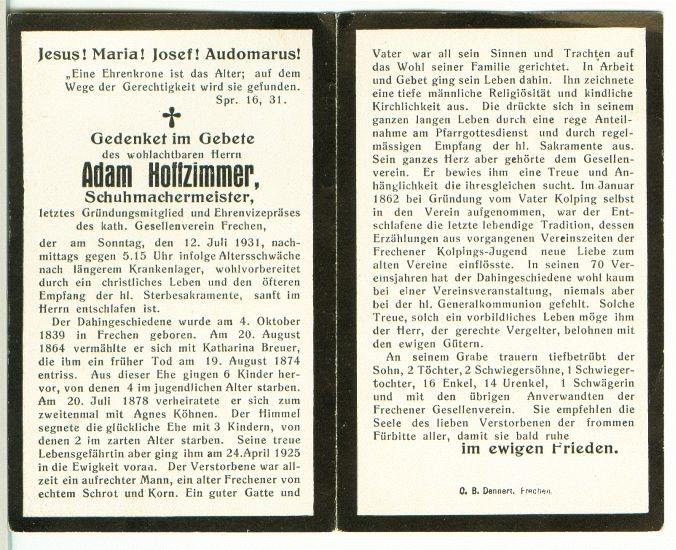 Jesus! Maria! Josef! Audomarus!
„Eine Ehrenkrone ist das Alter; auf dem
Wege der Gerechtigkeit wird sie gefunden.
Spr. 16, 31.
Gedenket im Gebete
des wohlachtbaren Herrn
Adam Holtzimmer,
Schuhmachermeister,
letztes Gründungsmitglied und Ehrenvizepräses
des kath. Gesellenverein Frechen,
der am Sonntag, den 12. Juli 1931, nach-
mittags gegen 5.15 Uhr infolge Altersschwäche
nach längerem Krankenlager, wohlvorbereitet
durch ein christliches Leben und den öfteren
Empfang der hl. Sterbesakramente, sanft im
Herrn entschlafen ist.
Der Dahingeschiedene wurde am 4. Oktober
1839 in Frechen geboren. Am 20. August
1864 vermählte er sich mit Katharina Breuer,
die ihm ein früher Tod am 19. August 1874
entriss. Aus dieser Ehe gingen 6 Kinder her-
vor, von denen 4 im jugendlichen Alter starben.
Am 20. Juli 1878 verheiratete er sich zum
zweitenmal mit Agnes Köhnen. Der Himmel
segnete die glückliche Ehe mit 3 Kindern, von
denen 2 im zarten Alter starben. Seine treue
Lebensgefährtin aber ging ihm am 24. April 1925
in die Ewigkeit voran. Der Verstorbene war all-
zeit ein aufrechter Mann, ein alter Frechener von
echtem Schrot und Korn. Ein guter Gatte und
Vater war all sein Sinnen und Trachten auf
das Wohl seiner Familie gerichtet. In Arbeit
und Gebet ging sein Leben dahin. Ihn zeichnete
eine tiefe männliche Religiösität und kindliche
Kirchlichkeit aus. Die drückte sich in seinem
ganzen langen Leben durch eine rege Anteil-
nahme am Pfarrgottesdienst und durch regel-
mässigen Empfang der hl. Sakramente aus.
Sein ganzes Herz aber gehörte dem Gesellen-
verein. Er bewies ihm eine Treue und An-
hänglichkeit die ihresgleichen sucht. Im Januar
1862 bei Gründung vom Vater Kolping selbst
in den Verein aufgenommen, war der Ent-
schlafene die letzte lebendige Tradition, dessen
Erzählungen aus vorgangenen Vereinszeiten der
Frechener Kolpings-Jugend neue Liebe zum
alten Vereine einflösste. In seinen 70 Ver-
einsjahren hat der Dahingeschiedene wohl kaum
bei einer Vereinsveranstaltung, niemals aber
bei der hl. Generalkommunion gefehlt. Solche
Treue, solch ein vorbildliches Leben möge ihm
der Herr, der gerechte Vergelter, belohnen mit
den ewigen Gütern.
An seinem Grabe trauern tiefbetrübt der
Sohn, 2 Töchter, 2 Schwiegersöhne, 1 Schwieger-
tochter, 16 Enkel, 14 Urenkel, 1 Schwägerin
und mit den übrigen Anverwandten der
Frechener Gesellenverein. Sie empfehlen die
Seele des lieben Verstorbenen der frommen
Fürbitte aller, damit sie bald ruhe
im ewigen Frieden.
O. B. Dennert, Frechen.